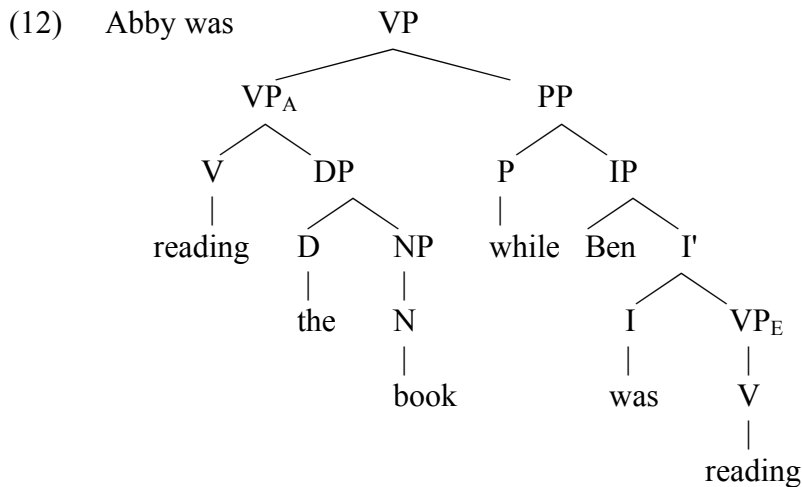 (12) Abby was VP
VP_A PP
V DP P IP
reading D NP while Ben I'
the N I VP_E
book was V
reading